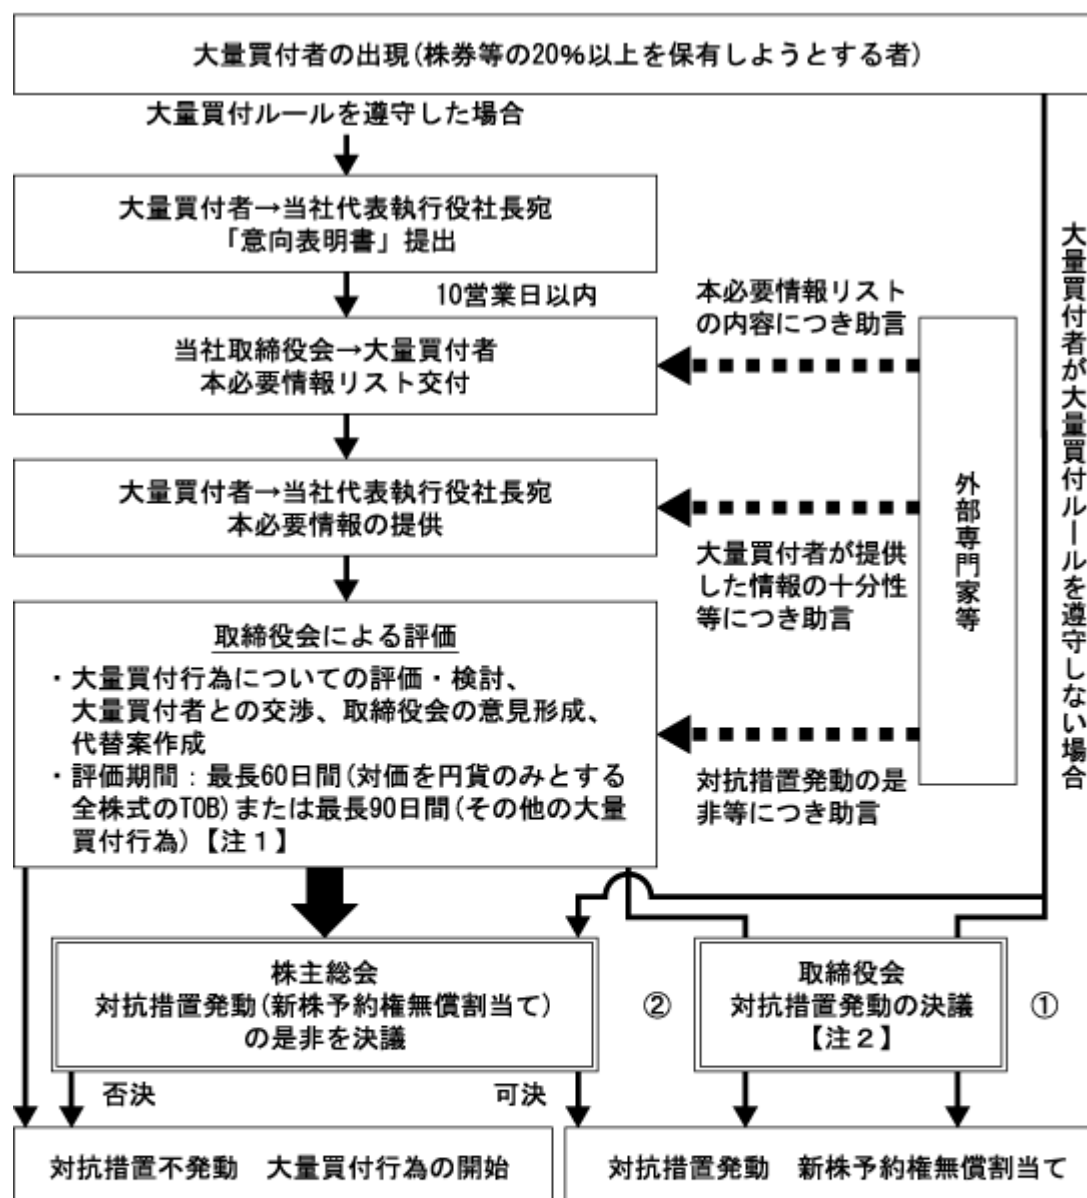 大量買付者の出現(株券等の20%以上を保有しようとする者)
大量買付ルールを遵守した場合
大量買付者→当社代表執行役社長宛
「意向表明書」提出
10営業日以内
当社取締役会→大量買付者
本必要情報リスト交付
本必要情報リスト
の内容につき助言
大量買付者→当社代表執行役社長宛
本必要情報の提供
大量買付者が提供
した情報の十分性
等につき助言
外部専門家等
大量買付者が大量買付ルールを遵守しない場合
取締役会による評価
・大量買付行為についての評価・検討、
大量買付者との交渉、取締役会の意見形成、
代替案作成
・評価期間：最長60日間(対価を円貨のみとする
全株式のTOB)または最長90日間(その他の大量
買付行為)【注１】
対抗措置発動の是
非等につき助言
株主総会
対抗措置発動(新株予約権無償割当て)
の是非を決議
②
取締役会
対抗措置発動の決議
【注２】
①
否決
可決
対抗措置不発動　大量買付行為の開始
対抗措置発動　新株予約権無償割当て